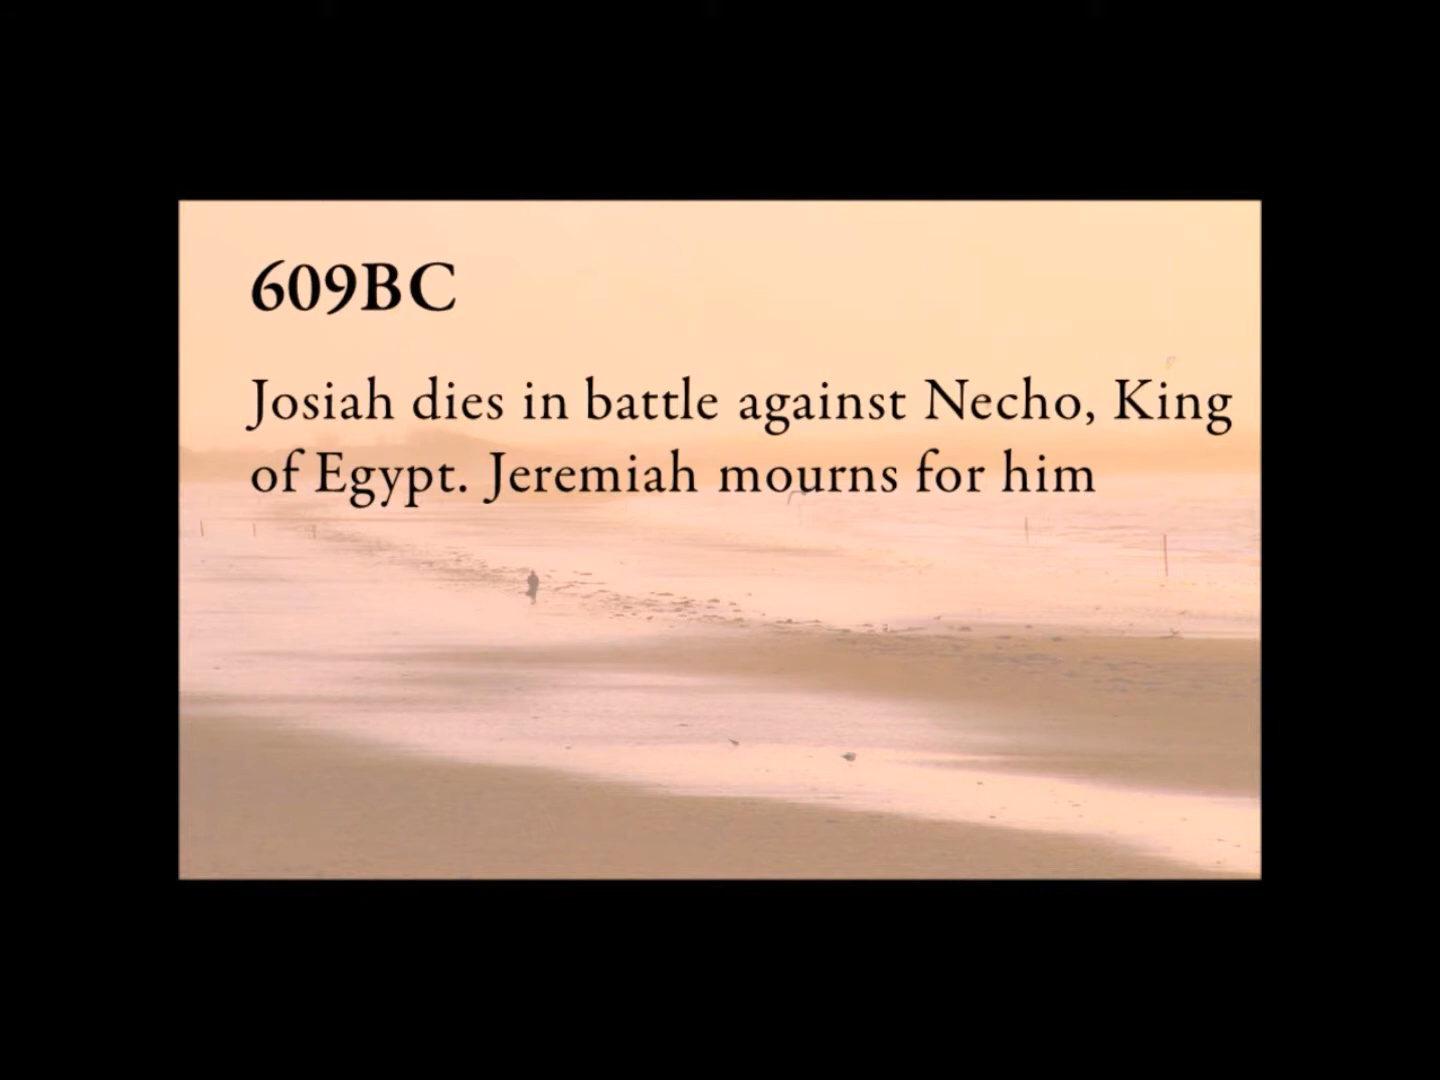 609BC
Josiah dies in battle against Necho, King
of Egypt. Jeremiah mourns for him